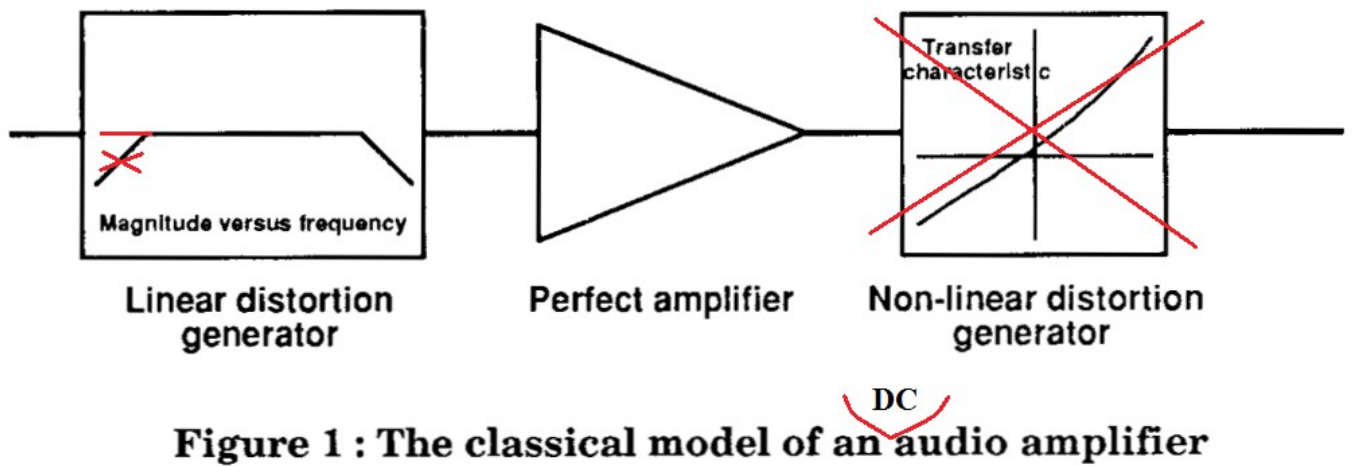 Transfer
characteristic
Magnitude versus frequency
Linear distortion
generator
Perfect amplifier
Non-linear distortion
generator
DC
Figure 1 : The classical model of an audio amplifier